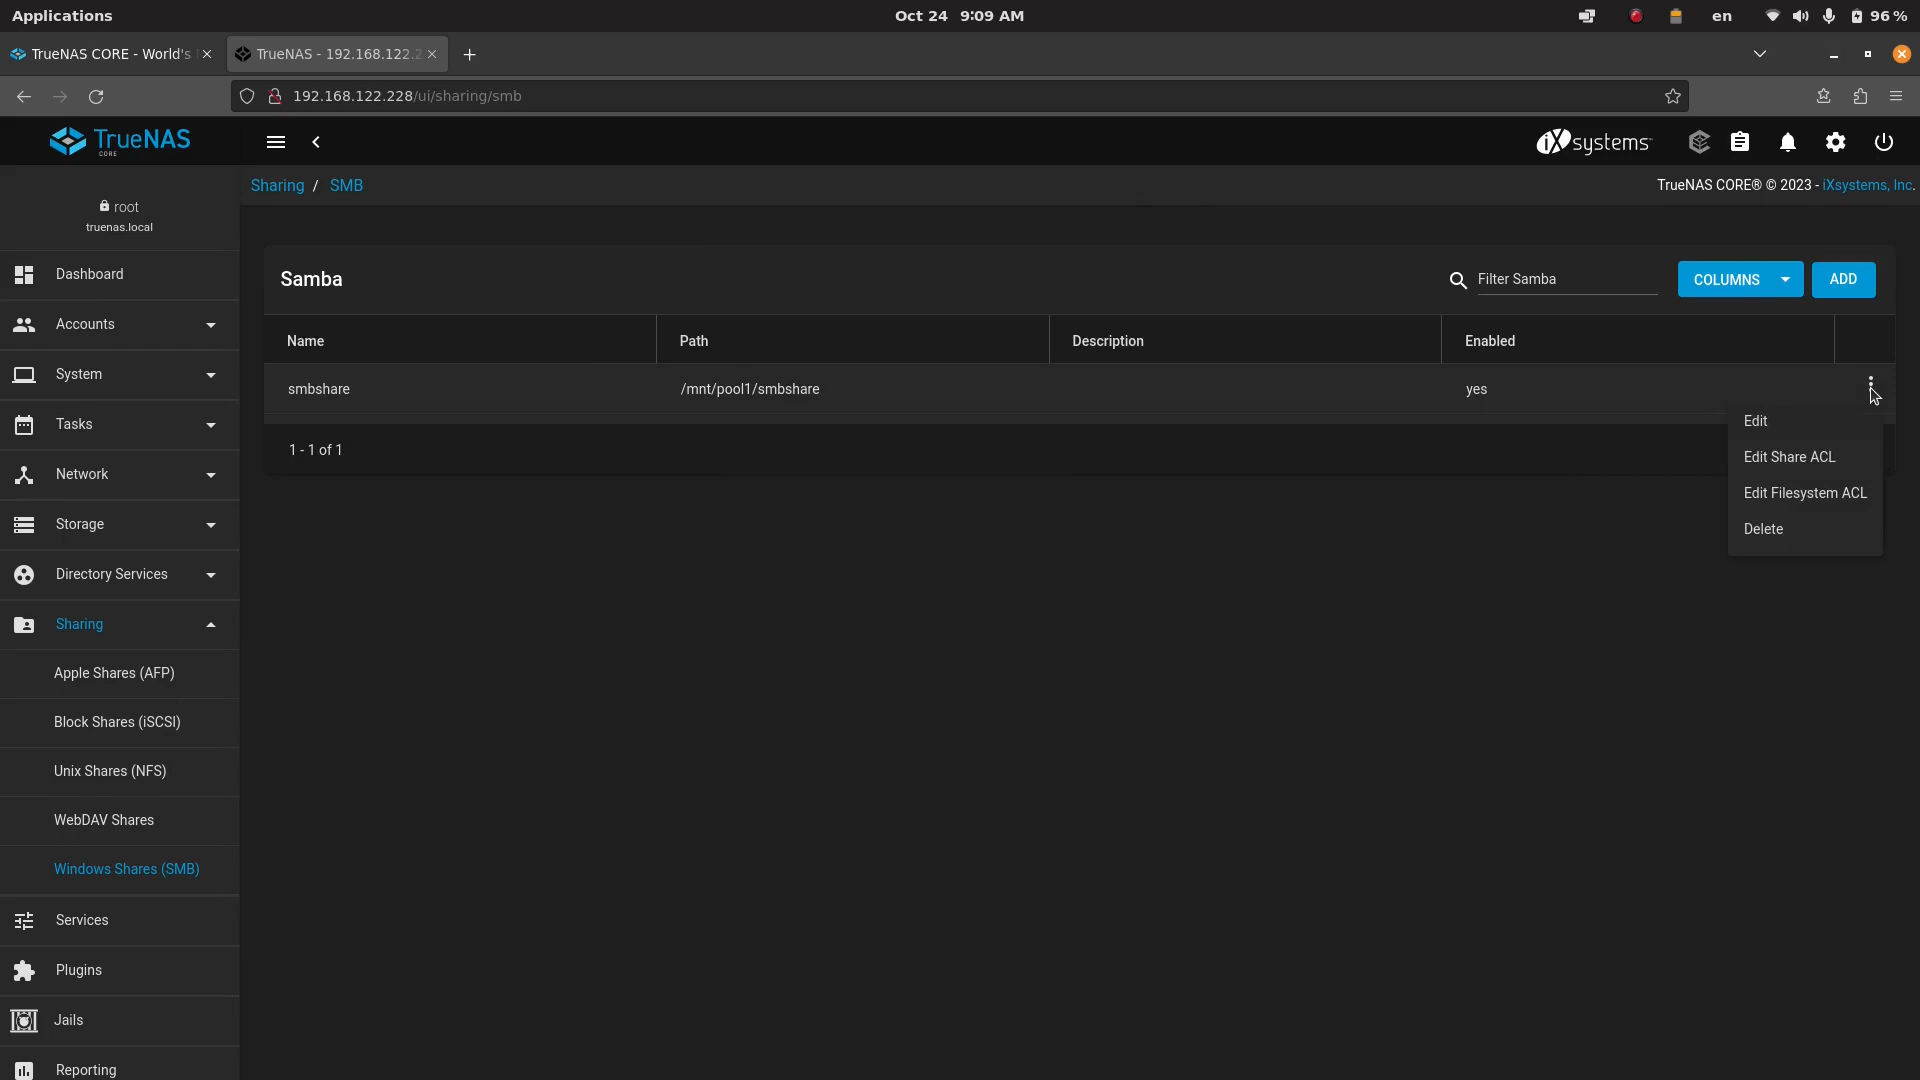 Applications
Oct 24 9:09 AM
en
96 %
TrueNAS CORE - World's
TrueNAS - 192.168.122.2
192.168.122.228/ui/sharing/smb
TrueNAS
CORE
iXsystems
Sharing / SMB
TrueNAS CORE® © 2023 - iXsystems, Inc.
root
truenas.local
Dashboard
Accounts
System
Tasks
Network
Storage
Directory Services
Sharing
Apple Shares (AFP)
Block Shares (iSCSI)
Unix Shares (NFS)
WebDAV Shares
Windows Shares (SMB)
Services
Plugins
Jails
Reporting
Samba
Filter Samba
COLUMNS
ADD
Name Path Description Enabled
smbshare /mnt/pool1/smbshare yes
1 - 1 of 1
Edit
Edit Share ACL
Edit Filesystem ACL
Delete